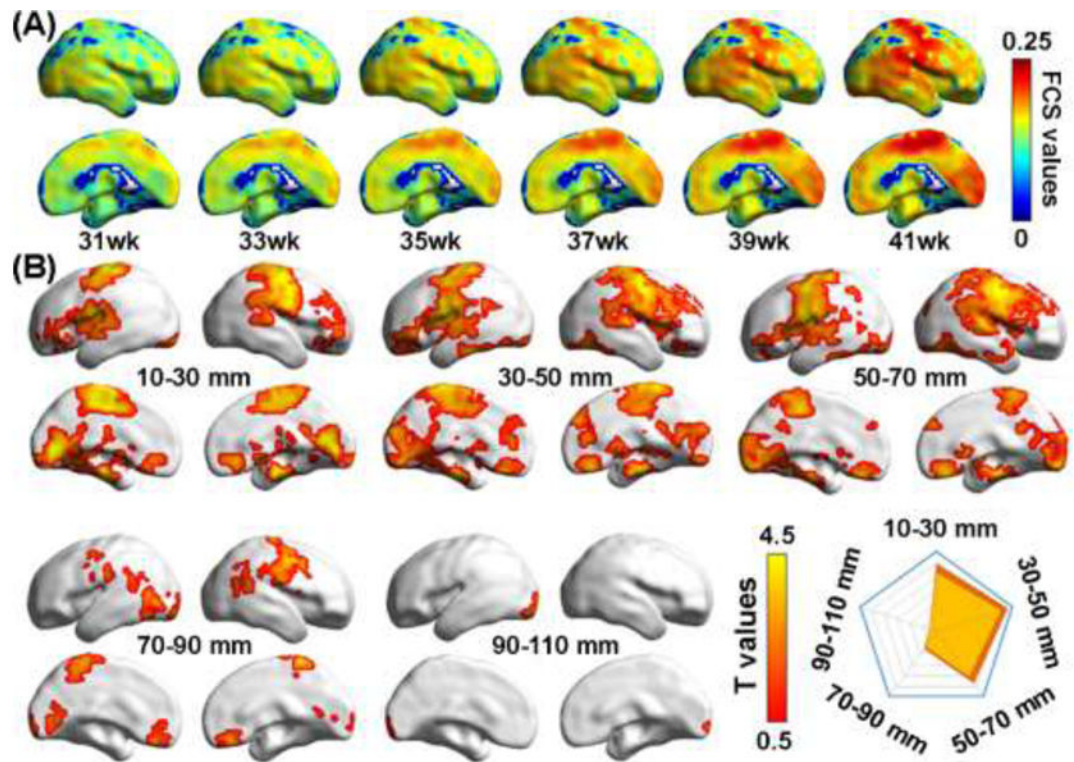 (A)
0.25
FCS values
0
31wk 33wk 35wk 37wk 39wk 41wk
(B)
10-30 mm 30-50 mm 50-70 mm
70-90 mm 90-110 mm
4.5
T values
0.5
10-30 mm
30-50 mm
50-70 mm
70-90 mm
90-110 mm